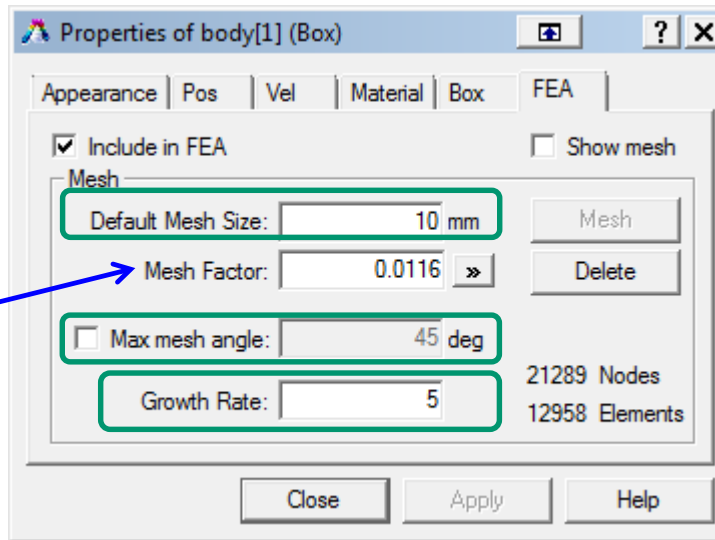 Properties of body[1] (Box)
?
Appearance Pos Vel Material Box FEA
Include in FEA Show mesh
Mesh
Default Mesh Size: 10 mm Mesh
Mesh Factor: 0.0116 » Delete
Max mesh angle: 45 deg
Growth Rate: 5
21289 Nodes
12958 Elements
Close Apply Help